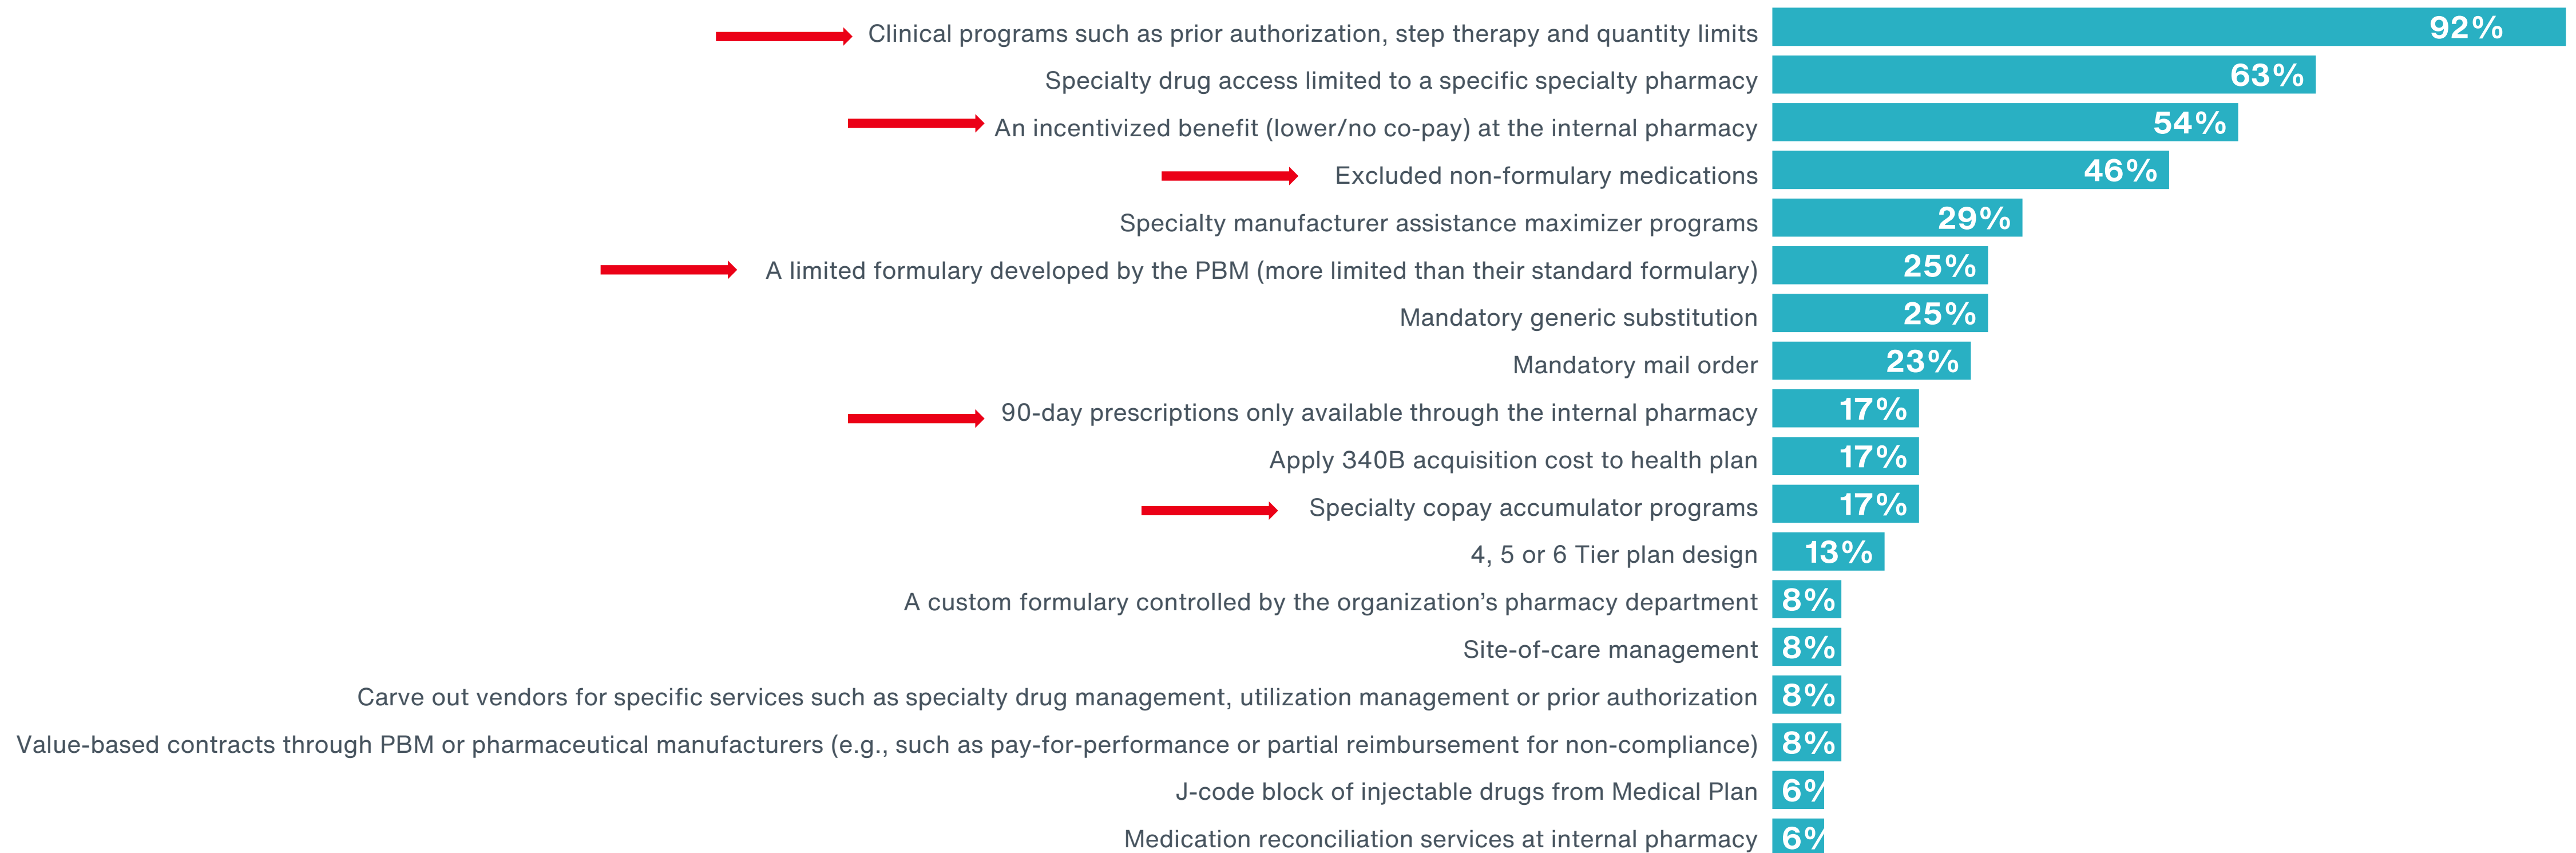 Clinical programs such as prior authorization, step therapy and quantity limits 92%
Specialty drug access limited to a specific specialty pharmacy 63%
An incentivized benefit (lower/no co-pay) at the internal pharmacy 54%
Excluded non-formulary medications 46%
Specialty manufacturer assistance maximizer programs 29%
A limited formulary developed by the PBM (more limited than their standard formulary) 25%
Mandatory generic substitution 25%
Mandatory mail order 23%
90-day prescriptions only available through the internal pharmacy 17%
Apply 340B acquisition cost to health plan 17%
Specialty copay accumulator programs 17%
4, 5 or 6 Tier plan design 13%
A custom formulary controlled by the organization’s pharmacy department 8%
Site-of-care management 8%
Carve out vendors for specific services such as specialty drug management, utilization management or prior authorization 8%
Value-based contracts through PBM or pharmaceutical manufacturers (e.g., such as pay-for-performance or partial reimbursement for non-compliance) 8%
J-code block of injectable drugs from Medical Plan 6%
Medication reconciliation services at internal pharmacy 6%